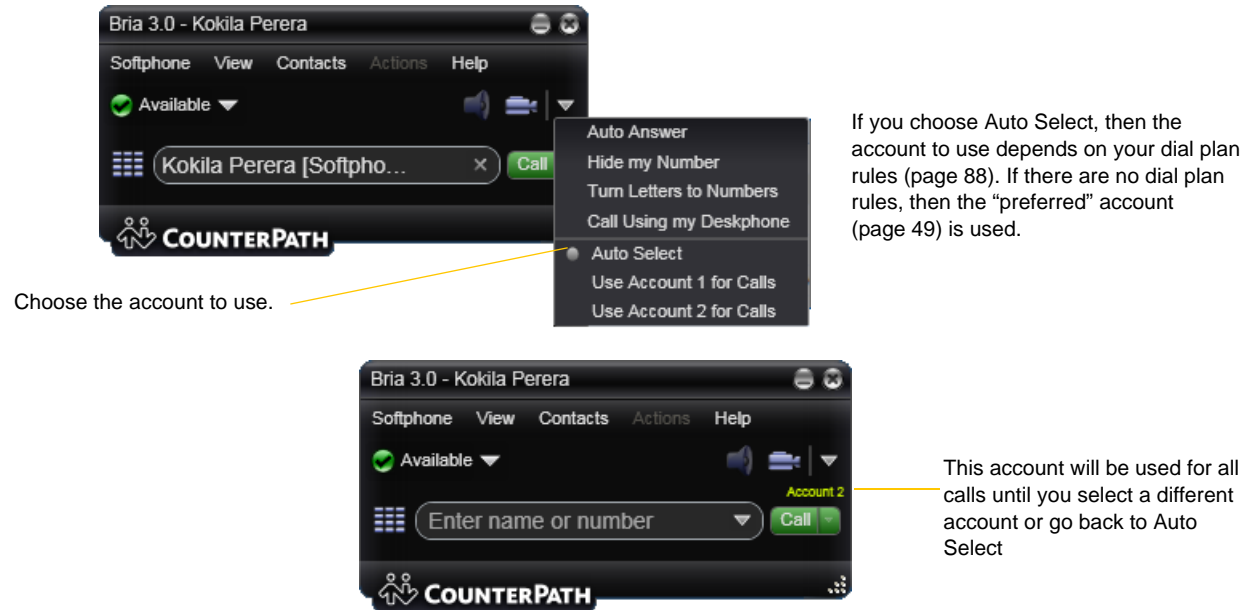 Bria 3.0 - Kokila Perera
Softphone View Contacts Actions Help
Available
Kokila Perera [Softpho...
Call
COUNTERPATH
Auto Answer
Hide my Number
Turn Letters to Numbers
Call Using my Deskphone
Auto Select
Use Account 1 for Calls
Use Account 2 for Calls
If you choose Auto Select, then the
account to use depends on your dial plan
rules (page 88). If there are no dial plan
rules, then the “preferred” account
(page 49) is used.
Choose the account to use.
Bria 3.0 - Kokila Perera
Softphone View Contacts Actions Help
Available
Account 2
Enter name or number
Call
COUNTERPATH
This account will be used for all
calls until you select a different
account or go back to Auto
Select